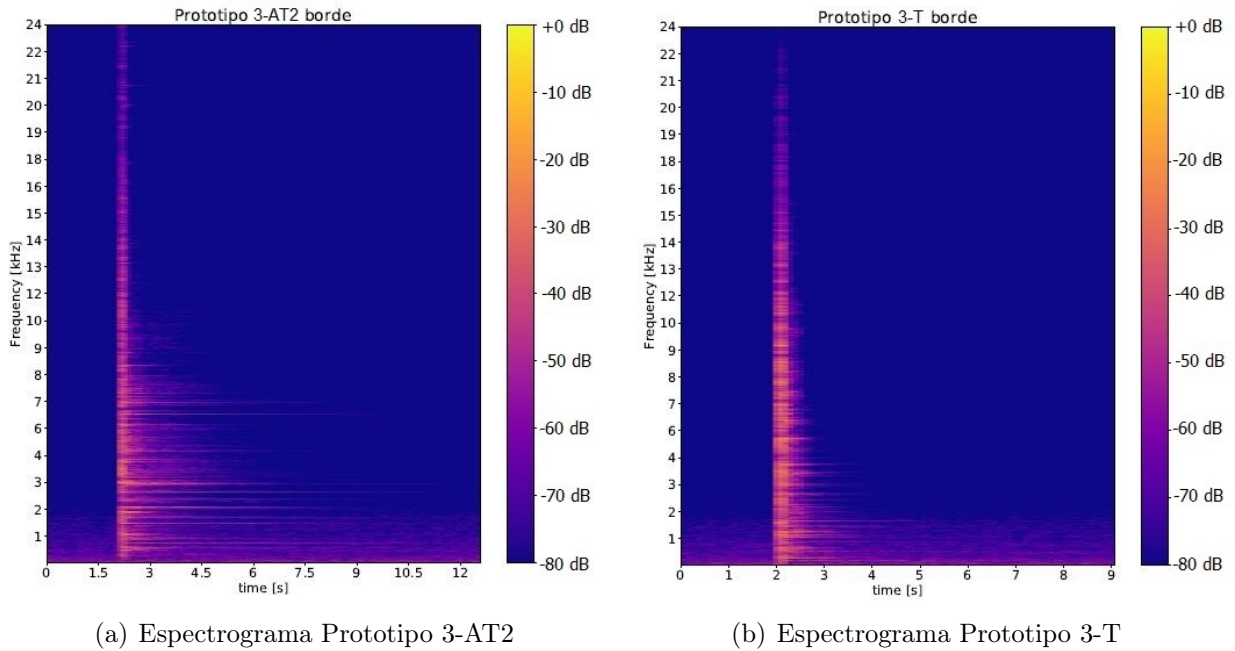 Prototipo 3-AT2 borde
24
22
21
20
19
18
16
15
14
13
12
10
9
8
7
6
4
3
2
1
Frequency [kHz]
0
1.5
3
4.5
6
7.5
9
10.5
12
time [s]
+0 dB
-10 dB
-20 dB
-30 dB
-40 dB
-50 dB
-60 dB
-70 dB
-80 dB
(a) Espectrograma Prototipo 3-AT2
Prototipo 3-T borde
24
22
21
20
19
18
16
15
14
13
12
10
9
8
7
6
4
3
2
1
Frequency [kHz]
0
1
2
3
4
5
6
7
8
9
time [s]
+0 dB
-10 dB
-20 dB
-30 dB
-40 dB
-50 dB
-60 dB
-70 dB
-80 dB
(b) Espectrograma Prototipo 3-T